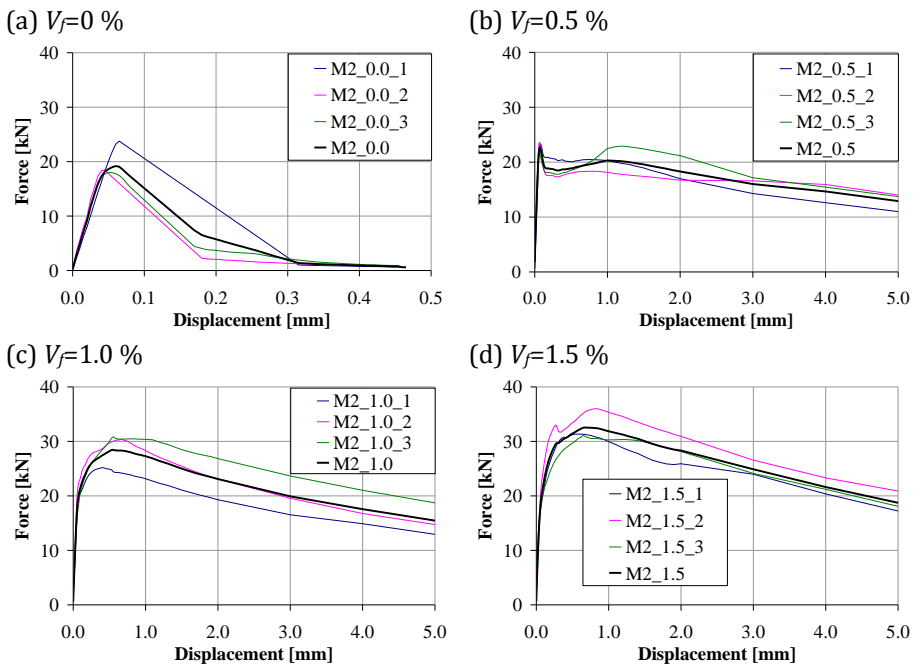 (a) V_f=0 %
40
30
20
10
0
Force [kN]
0.0 0.1 0.2 0.3 0.4 0.5
Displacement [mm]
M2_0.0_1
M2_0.0_2
M2_0.0_3
M2_0.0
(b) V_f=0.5 %
40
30
20
10
0
Force [kN]
0.0 1.0 2.0 3.0 4.0 5.0
Displacement [mm]
M2_0.5_1
M2_0.5_2
M2_0.5_3
M2_0.5
(c) V_f=1.0 %
40
30
20
10
0
Force [kN]
0.0 1.0 2.0 3.0 4.0 5.0
Displacement [mm]
M2_1.0_1
M2_1.0_2
M2_1.0_3
M2_1.0
(d) V_f=1.5 %
40
30
20
10
0
Force [kN]
0.0 1.0 2.0 3.0 4.0 5.0
Displacement [mm]
M2_1.5_1
M2_1.5_2
M2_1.5_3
M2_1.5